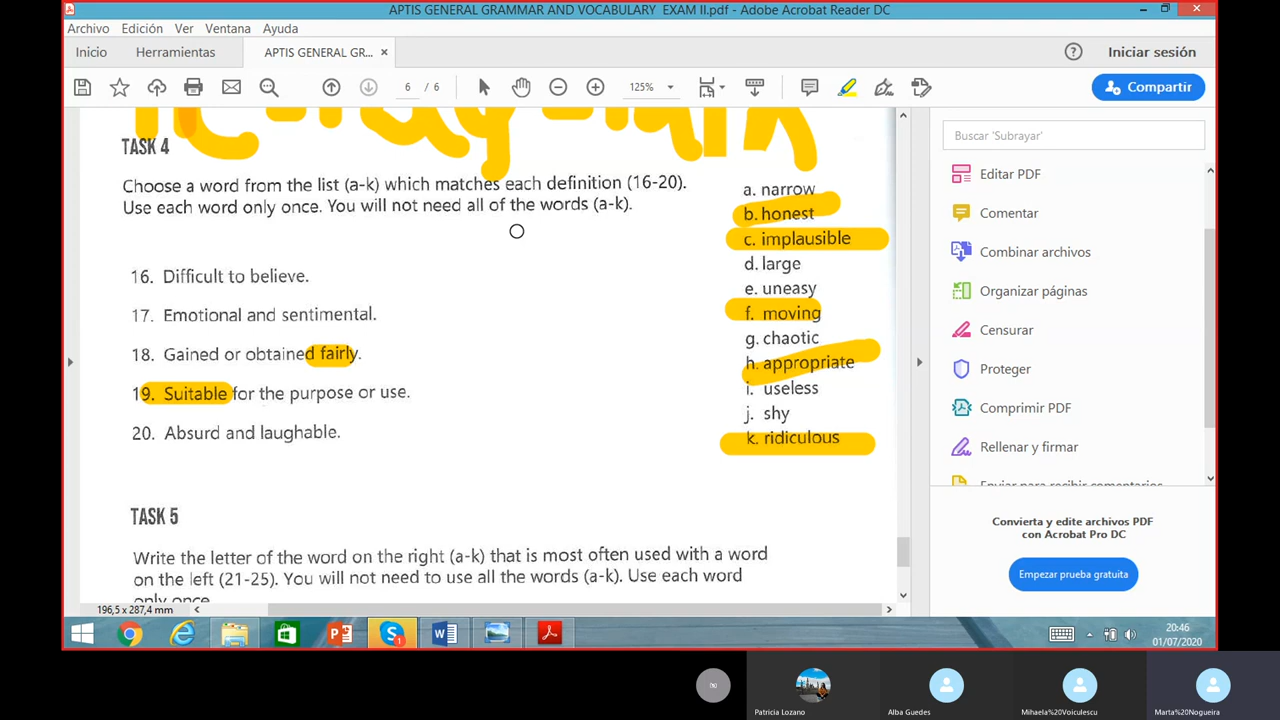 APTIS GENERAL GRAMMAR AND VOCABULARY EXAM II.pdf - Adobe Acrobat Reader DC
Archivo Edición Ver Ventana Ayuda
Inicio Herramientas APTIS GENERAL GR... × Iniciar sesión
6 / 6 125% Compartir
TASK 4
Choose a word from the list (a-k) which matches each definition (16-20).
Use each word only once. You will not need all of the words (a-k).
16. Difficult to believe.
17. Emotional and sentimental.
18. Gained or obtained fairly.
19. Suitable for the purpose or use.
20. Absurd and laughable.
a. narrow
b. honest
c. implausible
d. large
e. uneasy
f. moving
g. chaotic
h. appropriate
i. useless
j. shy
k. ridiculous
TASK 5
Write the letter of the word on the right (a-k) that is most often used with a word
on the left (21-25). You will not need to use all the words (a-k). Use each word
only once
196,5 x 287,4 mm
Buscar 'Subrayar'
Editar PDF
Comentar
Combinar archivos
Organizar páginas
Censurar
Proteger
Comprimir PDF
Rellenar y firmar
Enviar para recibir comentarios
Convierta y edite archivos PDF
con Acrobat Pro DC
Empezar prueba gratuita
20:46
01/07/2020
Patricia Lozano
Alba Guedes
Mihaela%20Voiculescu
Marta%20Nogueira